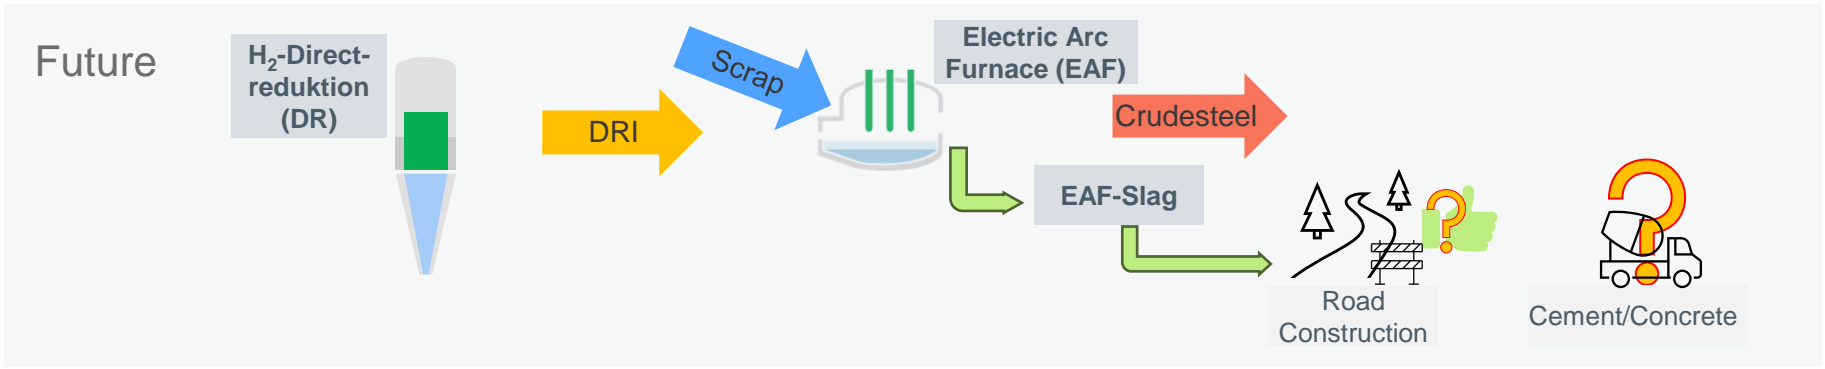 Future
H₂-Direct-
reduktion
(DR)
DRI
Scrap
Electric Arc
Furnace (EAF)
Crudesteel
EAF-Slag
?
Road
Construction
?
Cement/Concrete